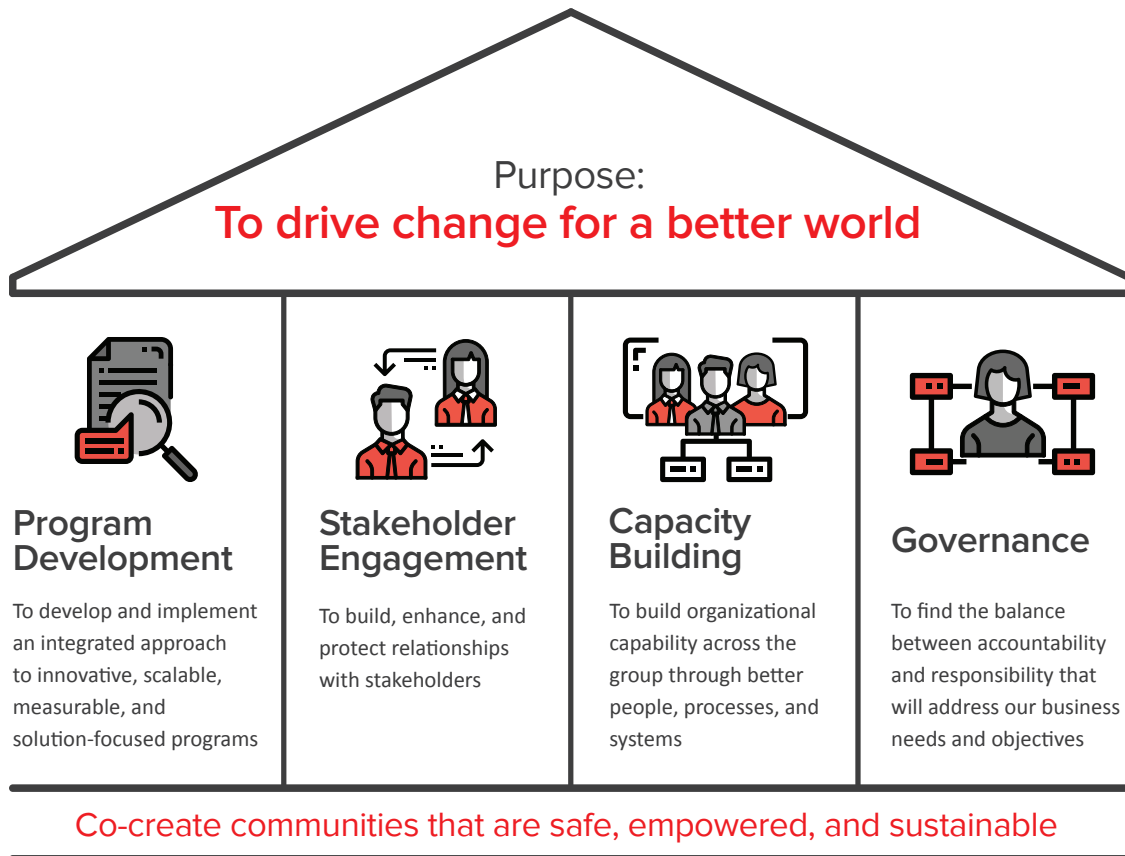 Purpose:
To drive change for a better world
Program
Development
To develop and implement
an integrated approach
to innovative, scalable,
measurable, and
solution-focused programs
Stakeholder
Engagement
To build, enhance, and
protect relationships
with stakeholders
Capacity
Building
To build organizational
capability across the
group through better
people, processes, and
systems
Governance
To find the balance
between accountability
and responsibility that
will address our business
needs and objectives
Co-create communities that are safe, empowered, and sustainable